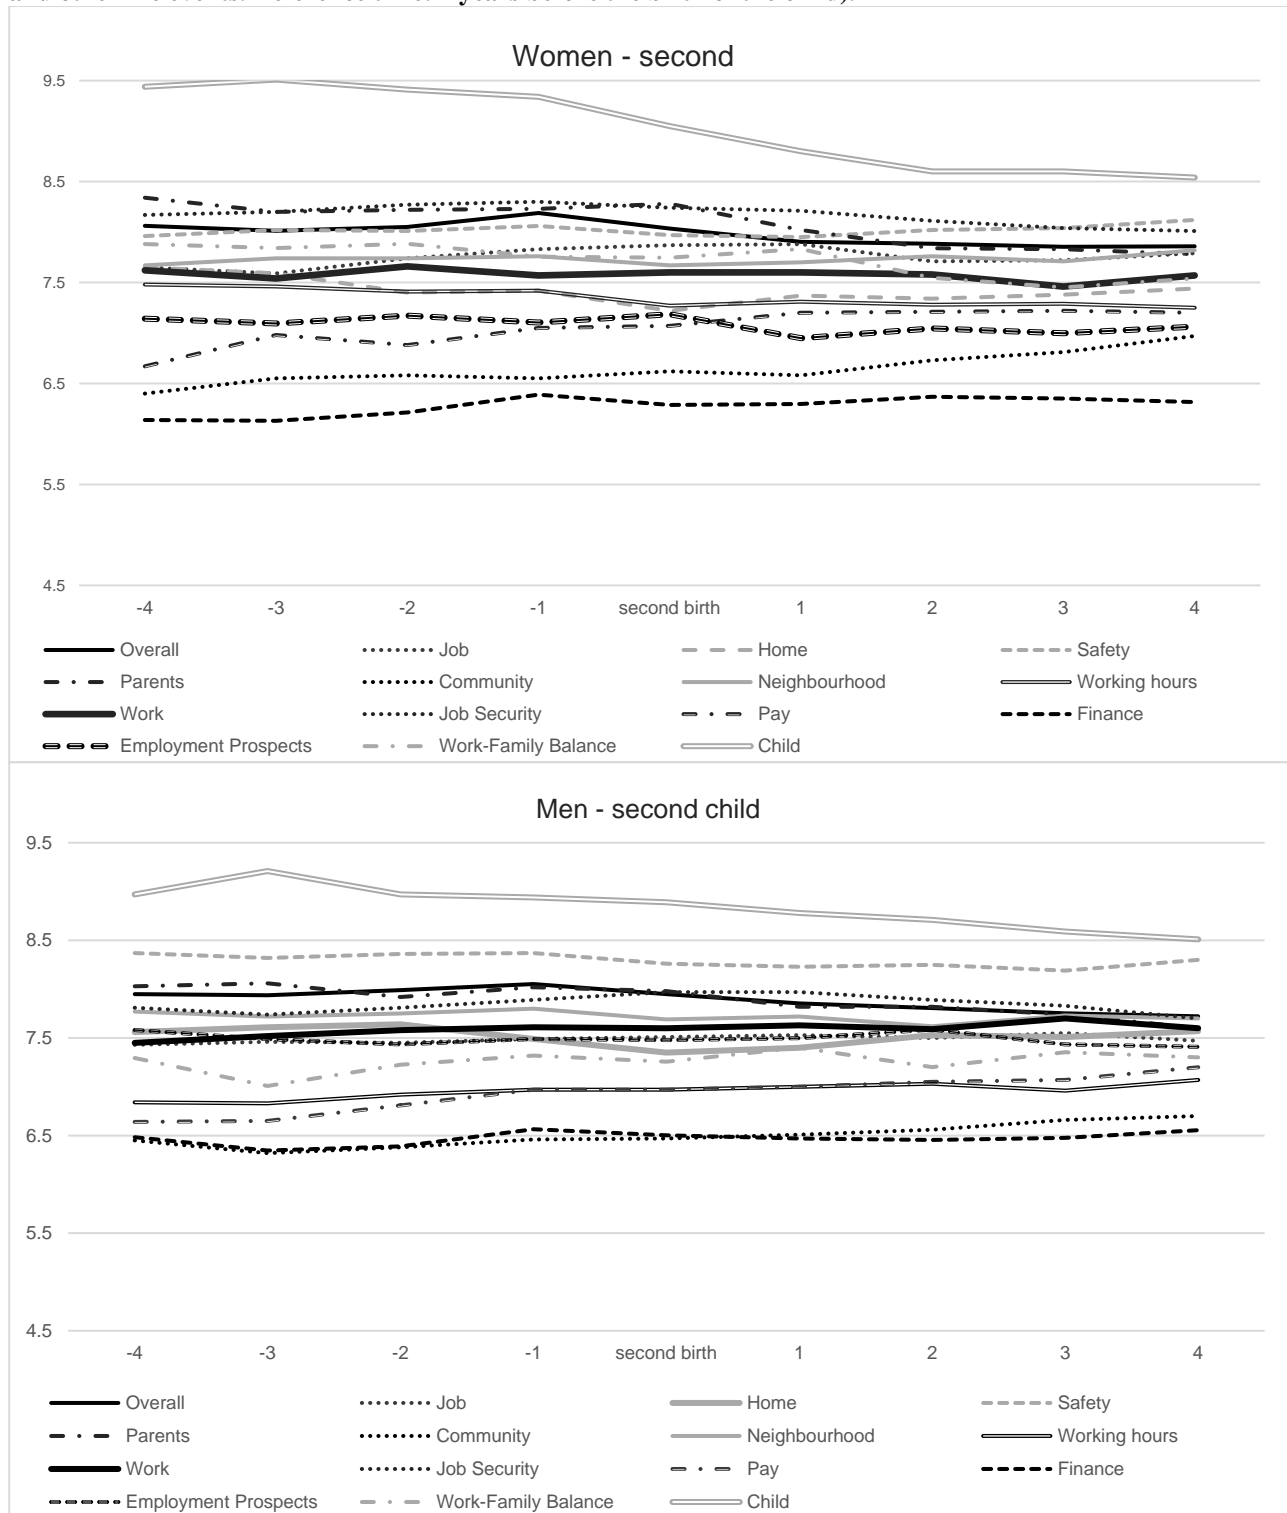 Women - second
9.5
8.5
7.5
6.5
5.5
4.5
-4 -3 -2 -1 second birth 1 2 3 4
Overall Job Home Safety
Parents Community Neighbourhood Working hours
Work Job Security Pay Finance
Employment Prospects Work-Family Balance Child
Men - second child
9.5
8.5
7.5
6.5
5.5
4.5
-4 -3 -2 -1 second birth 1 2 3 4
Overall Job Home Safety
Parents Community Neighbourhood Working hours
Work Job Security Pay Finance
Employment Prospects Work-Family Balance Child